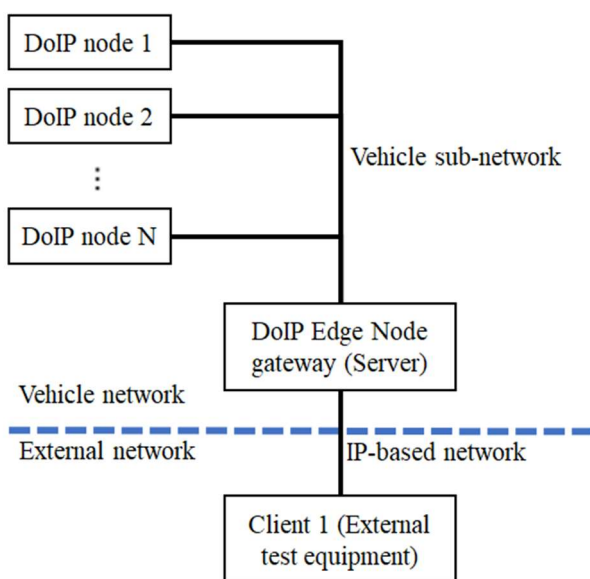 DoIP node 1
DoIP node 2
⋮
DoIP node N
Vehicle sub-network
DoIP Edge Node
gateway (Server)
Vehicle network
External network
IP-based network
Client 1 (External
test equipment)